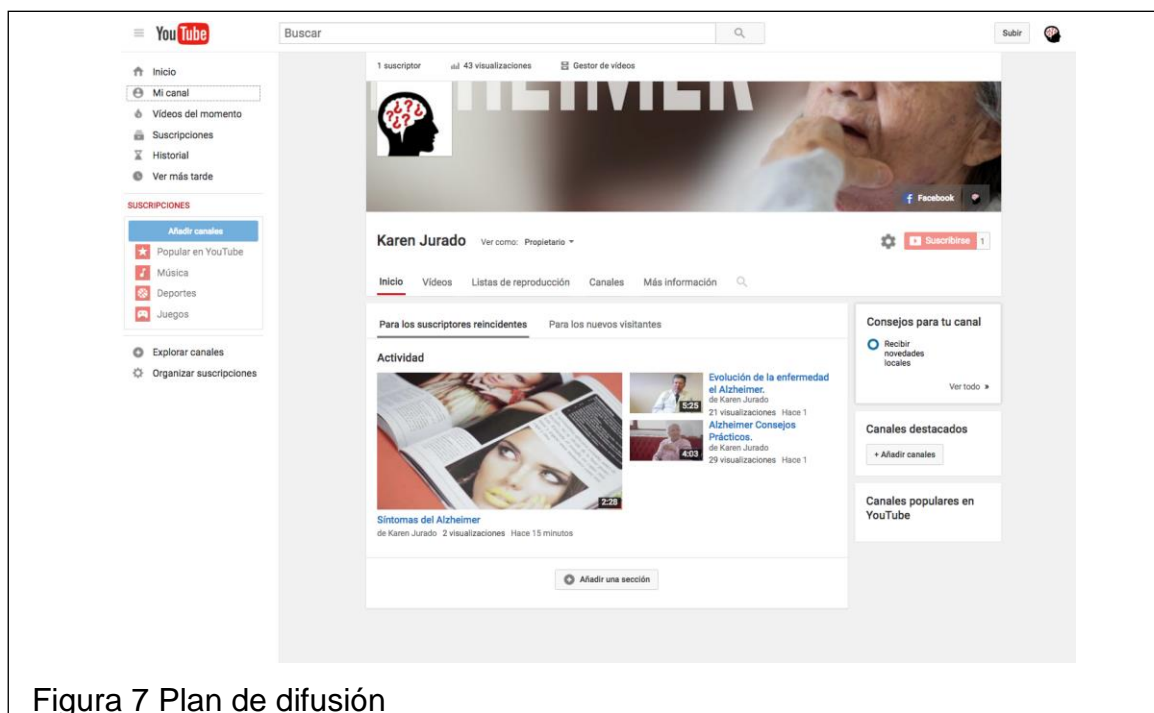 YouTube
Buscar
Subir
Inicio
Mi canal
Vídeos del momento
Suscripciones
Historial
Ver más tarde
SUSCRIPCIONES
Añadir canales
Popular en YouTube
Música
Deportes
Juegos
Explorar canales
Organizar suscripciones
1 suscriptor 43 visualizaciones Gestor de vídeos
Facebook
Karen Jurado Ver como: Propietario
Suscribirse 1
Inicio Vídeos Listas de reproducción Canales Más información
Para los suscriptores reincidentes Para los nuevos visitantes
Actividad
2:28
Síntomas del Alzheimer
de Karen Jurado 2 visualizaciones Hace 15 minutos
5:25
Evolución de la enfermedad
el Alzheimer.
de Karen Jurado
21 visualizaciones Hace 1
4:03
Alzheimer Consejos
Prácticos.
de Karen Jurado
29 visualizaciones Hace 1
Añadir una sección
Consejos para tu canal
Recibir
novedades
locales
Ver todo »
Canales destacados
+ Añadir canales
Canales populares en
YouTube
Figura 7 Plan de difusión